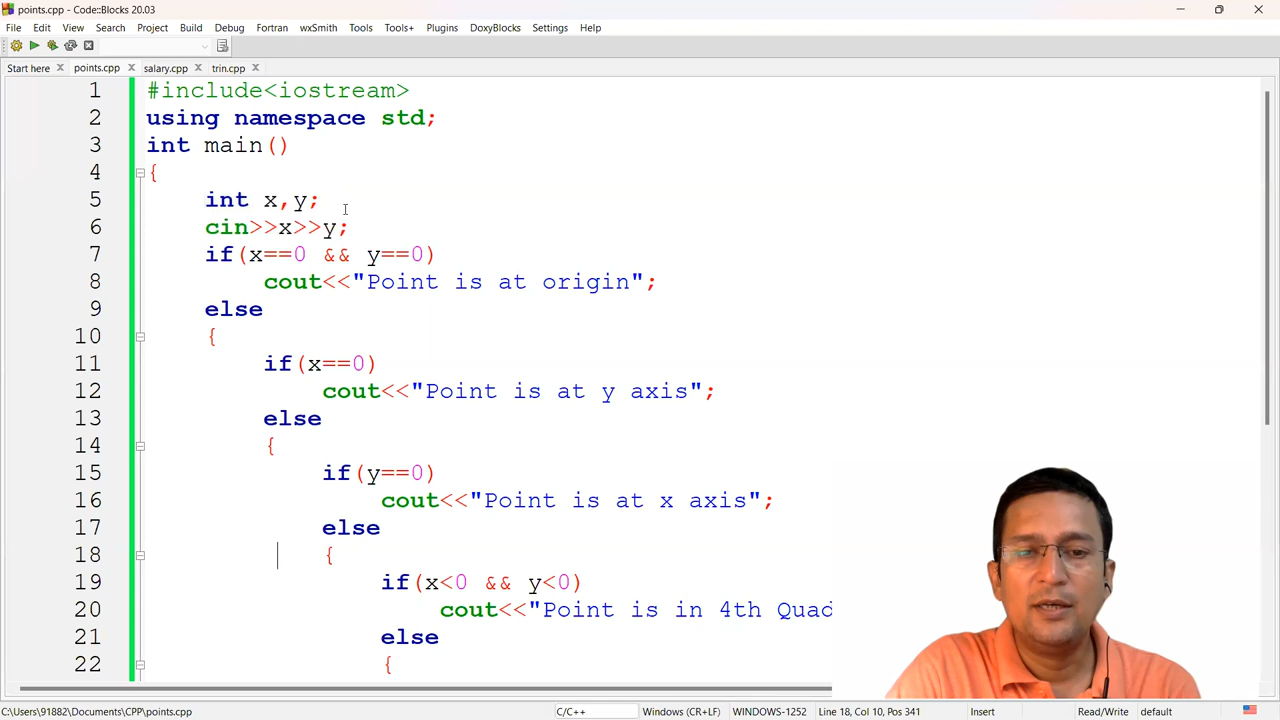 points.cpp - Code::Blocks 20.03
File Edit View Search Project Build Debug Fortran wxSmith Tools Tools+ Plugins DoxyBlocks Settings Help
Start here points.cpp salary.cpp trin.cpp
1 #include<iostream>
2 using namespace std;
3 int main()
4 {
5 int x,y;
6 cin>>x>>y;
7 if(x==0 && y==0)
8 cout<<"Point is at origin";
9 else
10 {
11 if(x==0)
12 cout<<"Point is at y axis";
13 else
14 {
15 if(y==0)
16 cout<<"Point is at x axis";
17 else
18 {
19 if(x<0 && y<0)
20 cout<<"Point is in 4th Quad
21 else
22 {
C:\Users\91882\Documents\CPP\points.cpp C/C++ Windows (CR+LF) WINDOWS-1252 Line 18, Col 10, Pos 341 Insert Read/Write default